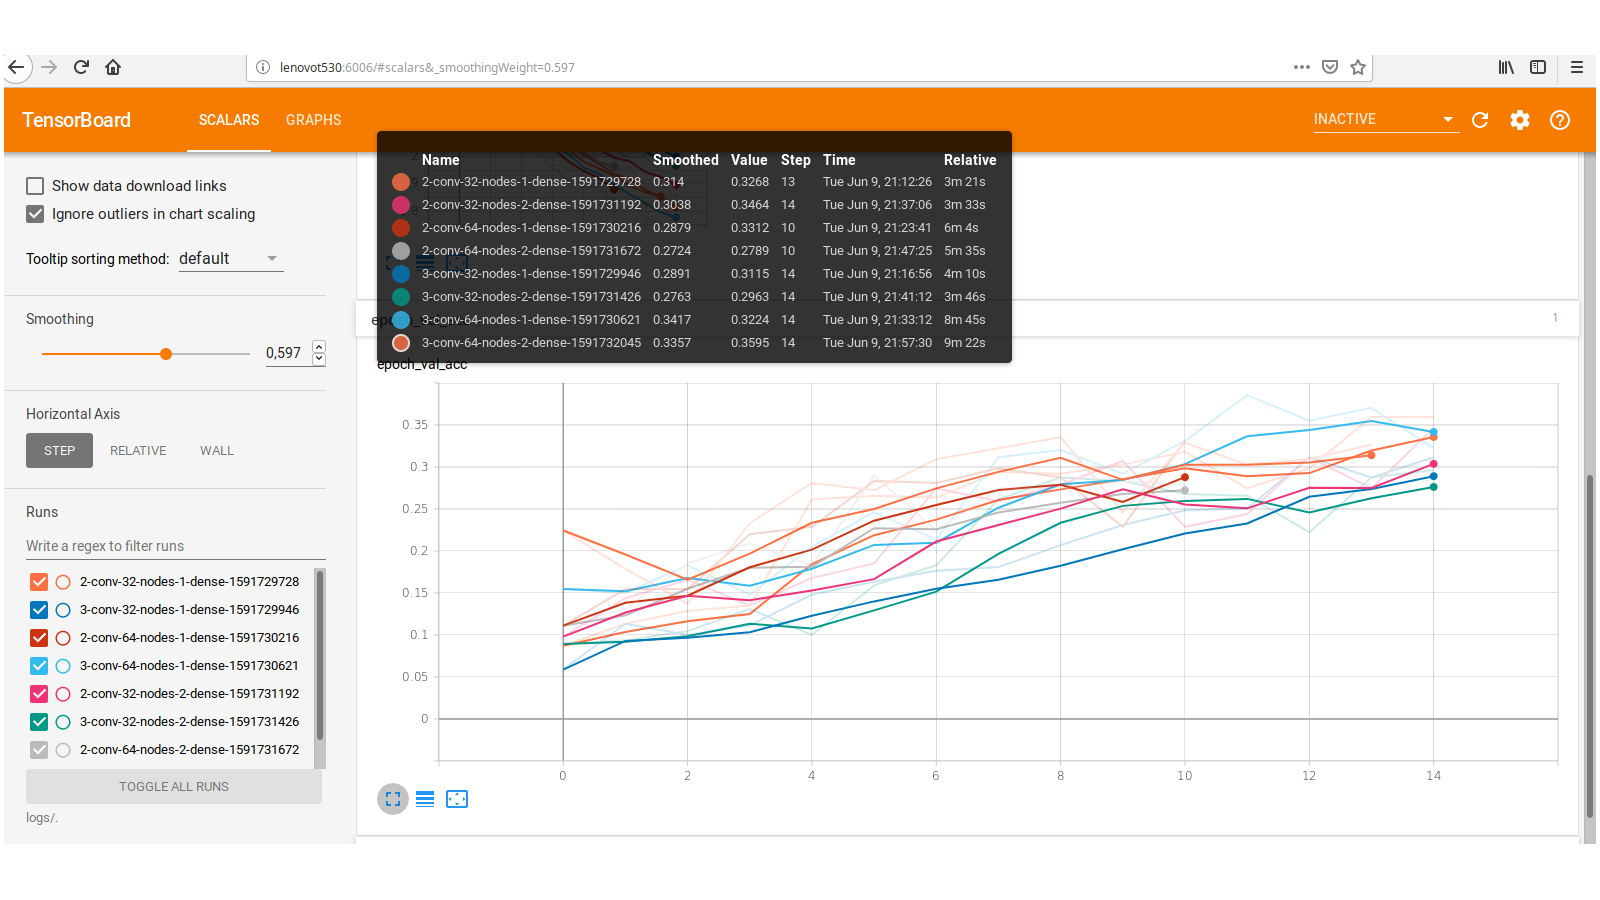 lenovot530:6006/#scalars&_smoothingWeight=0.597
TensorBoard SCALARS GRAPHS INACTIVE
Show data download links
Ignore outliers in chart scaling
Tooltip sorting method: default
Smoothing
0,597
Horizontal Axis
STEP RELATIVE WALL
Runs
Write a regex to filter runs
2-conv-32-nodes-1-dense-1591729728
3-conv-32-nodes-1-dense-1591729946
2-conv-64-nodes-1-dense-1591730216
3-conv-64-nodes-1-dense-1591730621
2-conv-32-nodes-2-dense-1591731192
3-conv-32-nodes-2-dense-1591731426
2-conv-64-nodes-2-dense-1591731672
TOGGLE ALL RUNS
logs/.
Name Smoothed Value Step Time Relative
2-conv-32-nodes-1-dense-1591729728 0.314 0.3268 13 Tue Jun 9, 21:12:26 3m 21s
2-conv-32-nodes-2-dense-1591731192 0.3038 0.3464 14 Tue Jun 9, 21:37:06 3m 33s
2-conv-64-nodes-1-dense-1591730216 0.2879 0.3312 10 Tue Jun 9, 21:23:41 6m 4s
2-conv-64-nodes-2-dense-1591731672 0.2724 0.2789 10 Tue Jun 9, 21:47:25 5m 35s
3-conv-32-nodes-1-dense-1591729946 0.2891 0.3115 14 Tue Jun 9, 21:16:56 4m 10s
3-conv-32-nodes-2-dense-1591731426 0.2763 0.2963 14 Tue Jun 9, 21:41:12 3m 46s
3-conv-64-nodes-1-dense-1591730621 0.3417 0.3224 14 Tue Jun 9, 21:33:12 8m 45s
3-conv-64-nodes-2-dense-1591732045 0.3357 0.3595 14 Tue Jun 9, 21:57:30 9m 22s
1
epoch_val_acc
0.35
0.3
0.25
0.2
0.15
0.1
0.05
0
0 2 4 6 8 10 12 14